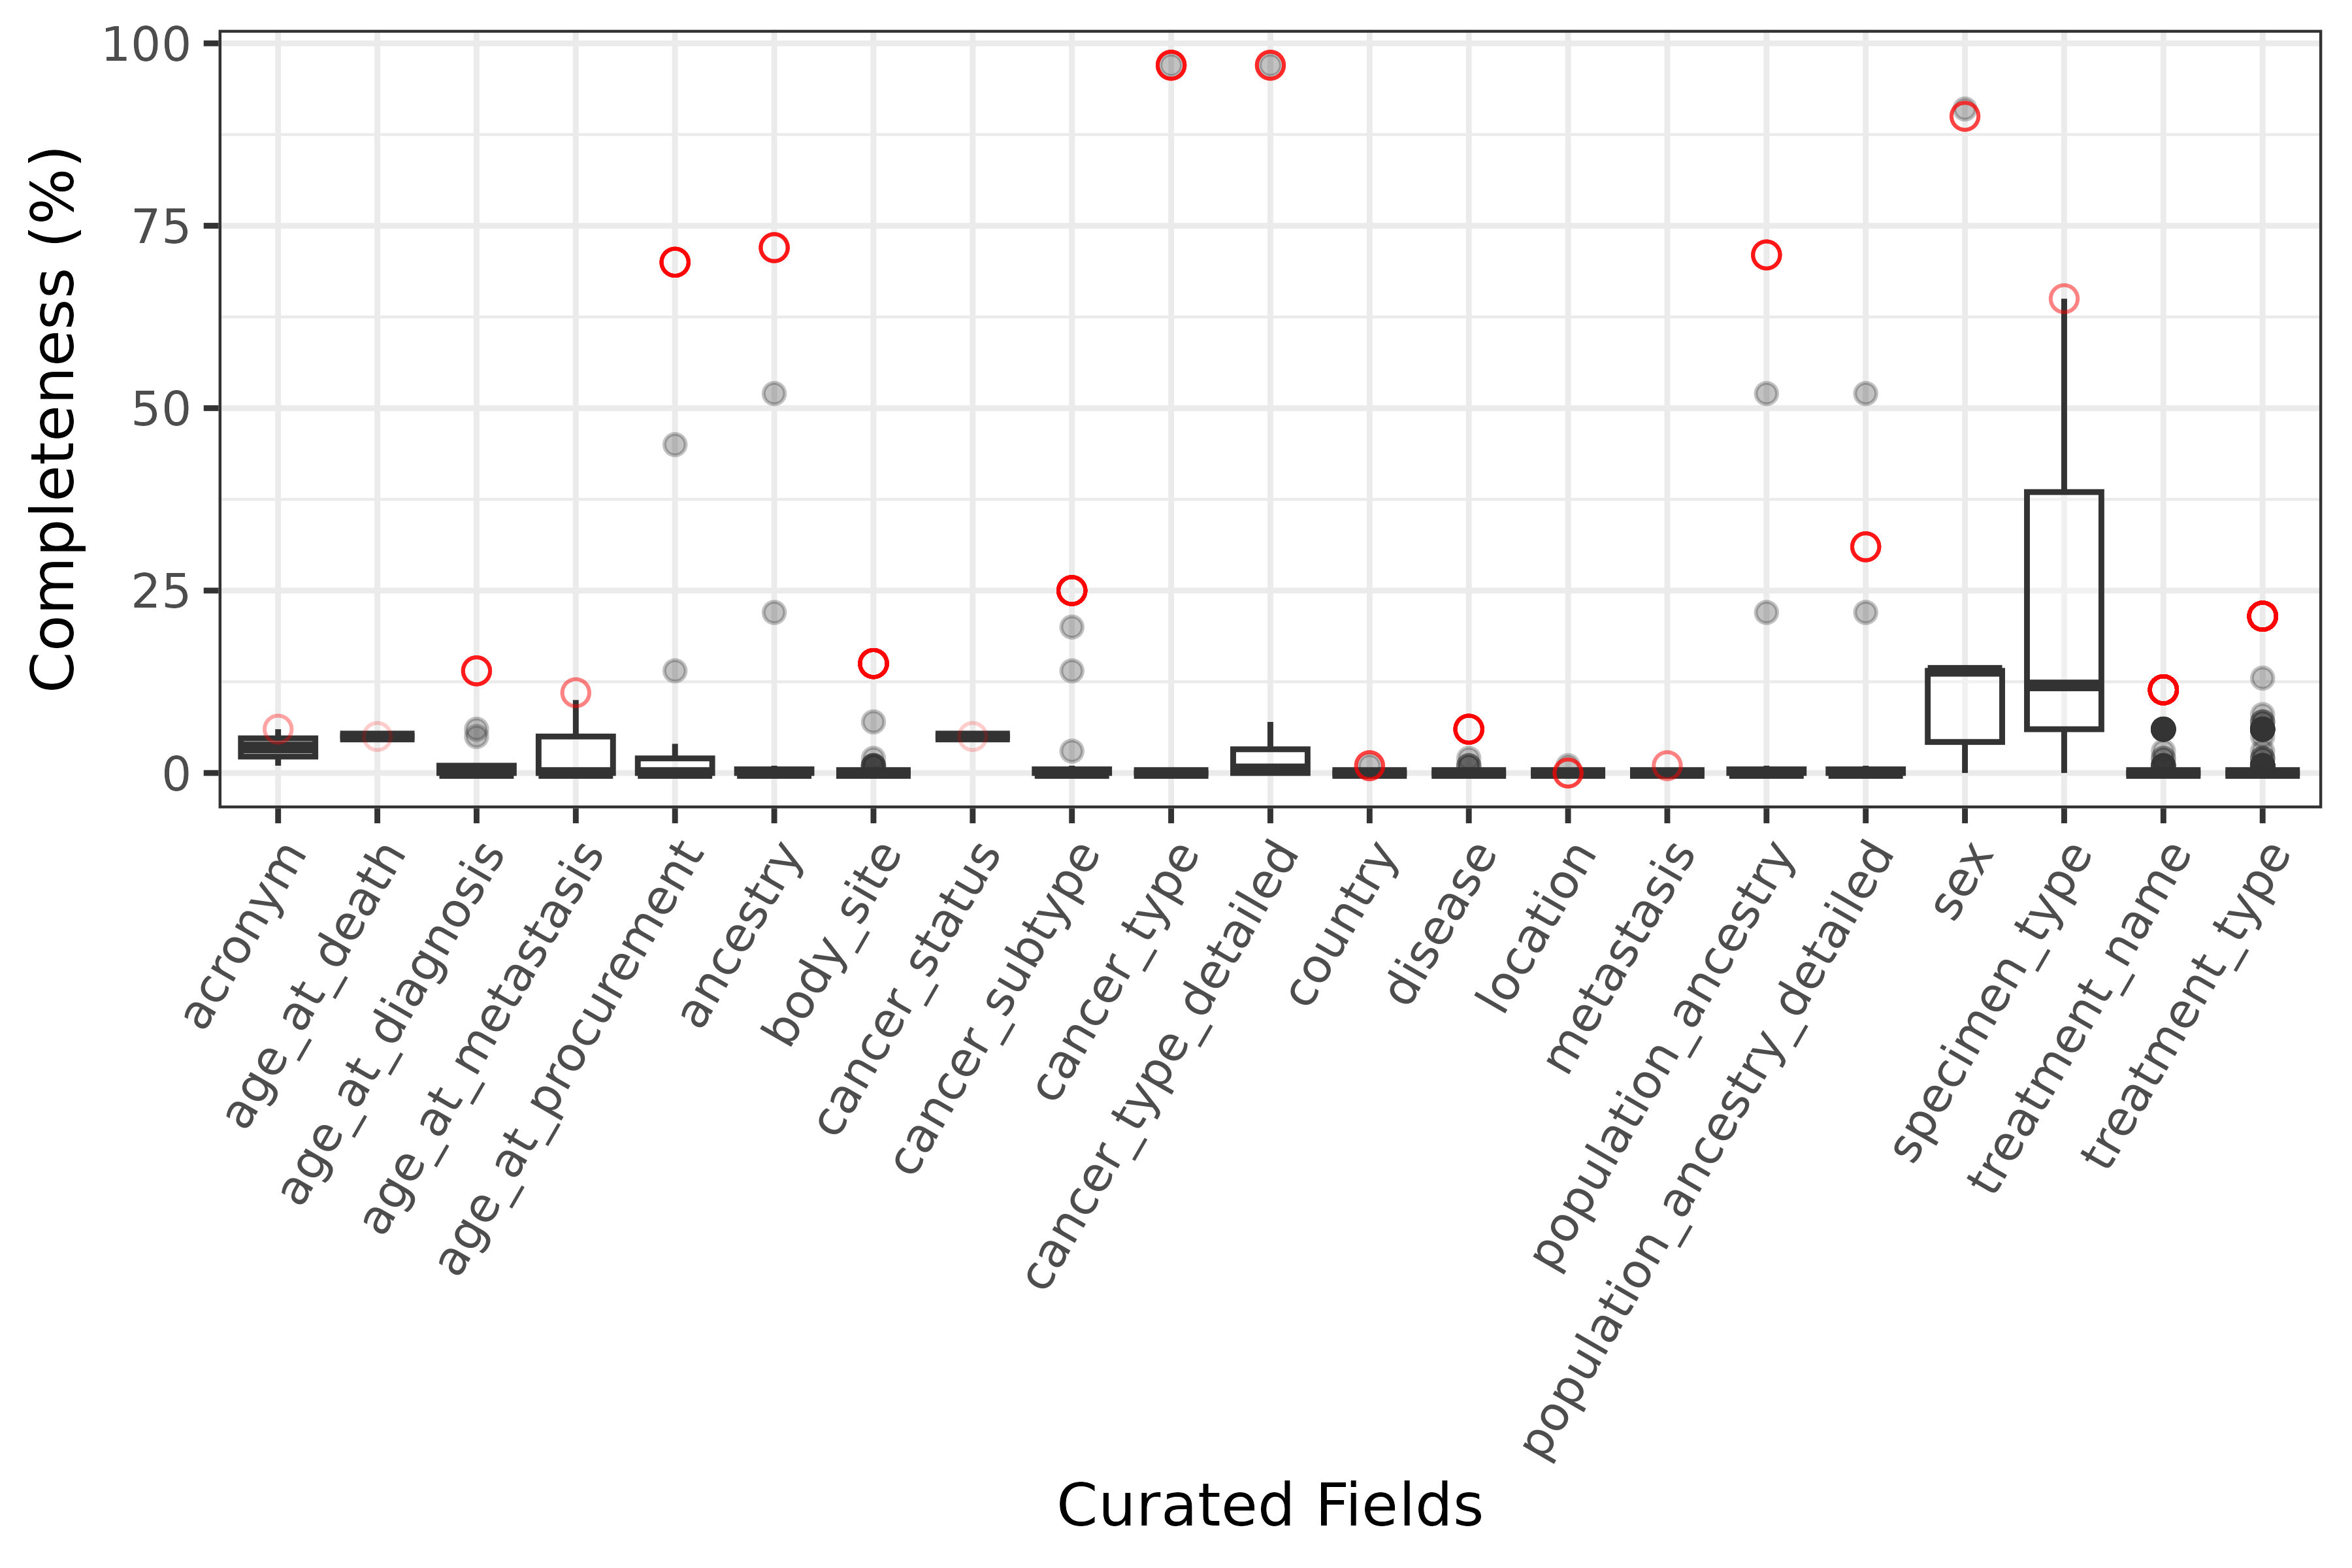 Completeness (%)
100
75
50
25
0
acronym
age_at_death
age_at_diagnosis
age_at_metastasis
age_at_procurement
ancestry
body_site
cancer_status
cancer_subtype
cancer_type
cancer_type_detailed
country
disease
location
metastasis
population_ancestry
population_ancestry_detailed
sex
specimen_type
treatment_name
treatment_type
Curated Fields